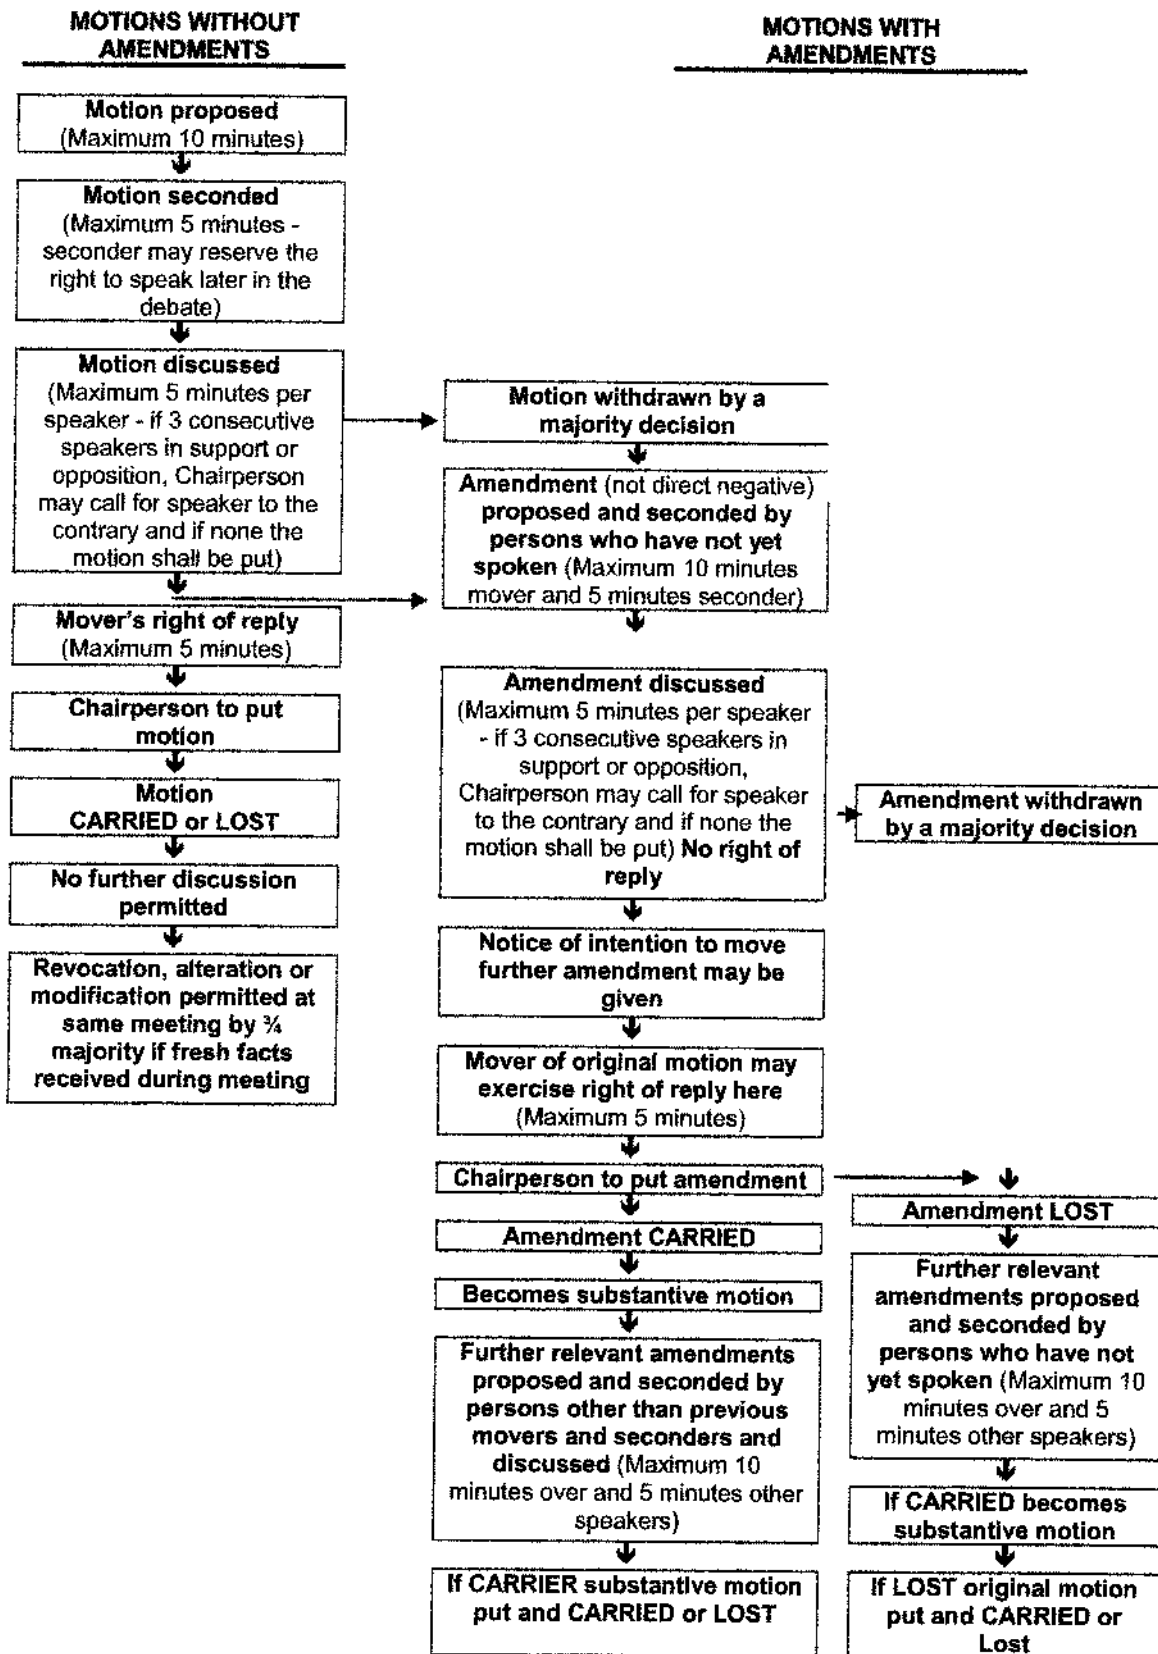 MOTIONS WITHOUT
AMENDMENTS
Motion proposed
(Maximum 10 minutes)
Motion seconded
(Maximum 5 minutes -
seconder may reserve the
right to speak later in the
debate)
Motion discussed
(Maximum 5 minutes per
speaker - if 3 consecutive
speakers in support or
opposition, Chairperson
may call for speaker to the
contrary and if none the
motion shall be put)
Mover's right of reply
(Maximum 5 minutes)
Chairperson to put
motion
Motion
CARRIED or LOST
No further discussion
permitted
Revocation, alteration or
modification permitted at
same meeting by ¾
majority if fresh facts
received during meeting
MOTIONS WITH
AMENDMENTS
Motion withdrawn by a
majority decision
Amendment (not direct negative)
proposed and seconded by
persons who have not yet
spoken (Maximum 10 minutes
mover and 5 minutes seconder)
Amendment discussed
(Maximum 5 minutes per speaker
- if 3 consecutive speakers in
support or opposition,
Chairperson may call for speaker
to the contrary and if none the
motion shall be put) No right of
reply
Amendment withdrawn
by a majority decision
Notice of intention to move
further amendment may be
given
Mover of original motion may
exercise right of reply here
(Maximum 5 minutes)
Chairperson to put amendment
Amendment CARRIED
Becomes substantive motion
Further relevant amendments
proposed and seconded by
persons other than previous
movers and seconders and
discussed (Maximum 10
minutes over and 5 minutes other
speakers)
If CARRIER substantive motion
put and CARRIED or LOST
Amendment LOST
Further relevant
amendments proposed
and seconded by
persons who have not
yet spoken (Maximum 10
minutes over and 5
minutes other speakers)
If CARRIED becomes
substantive motion
If LOST original motion
put and CARRIED or
Lost